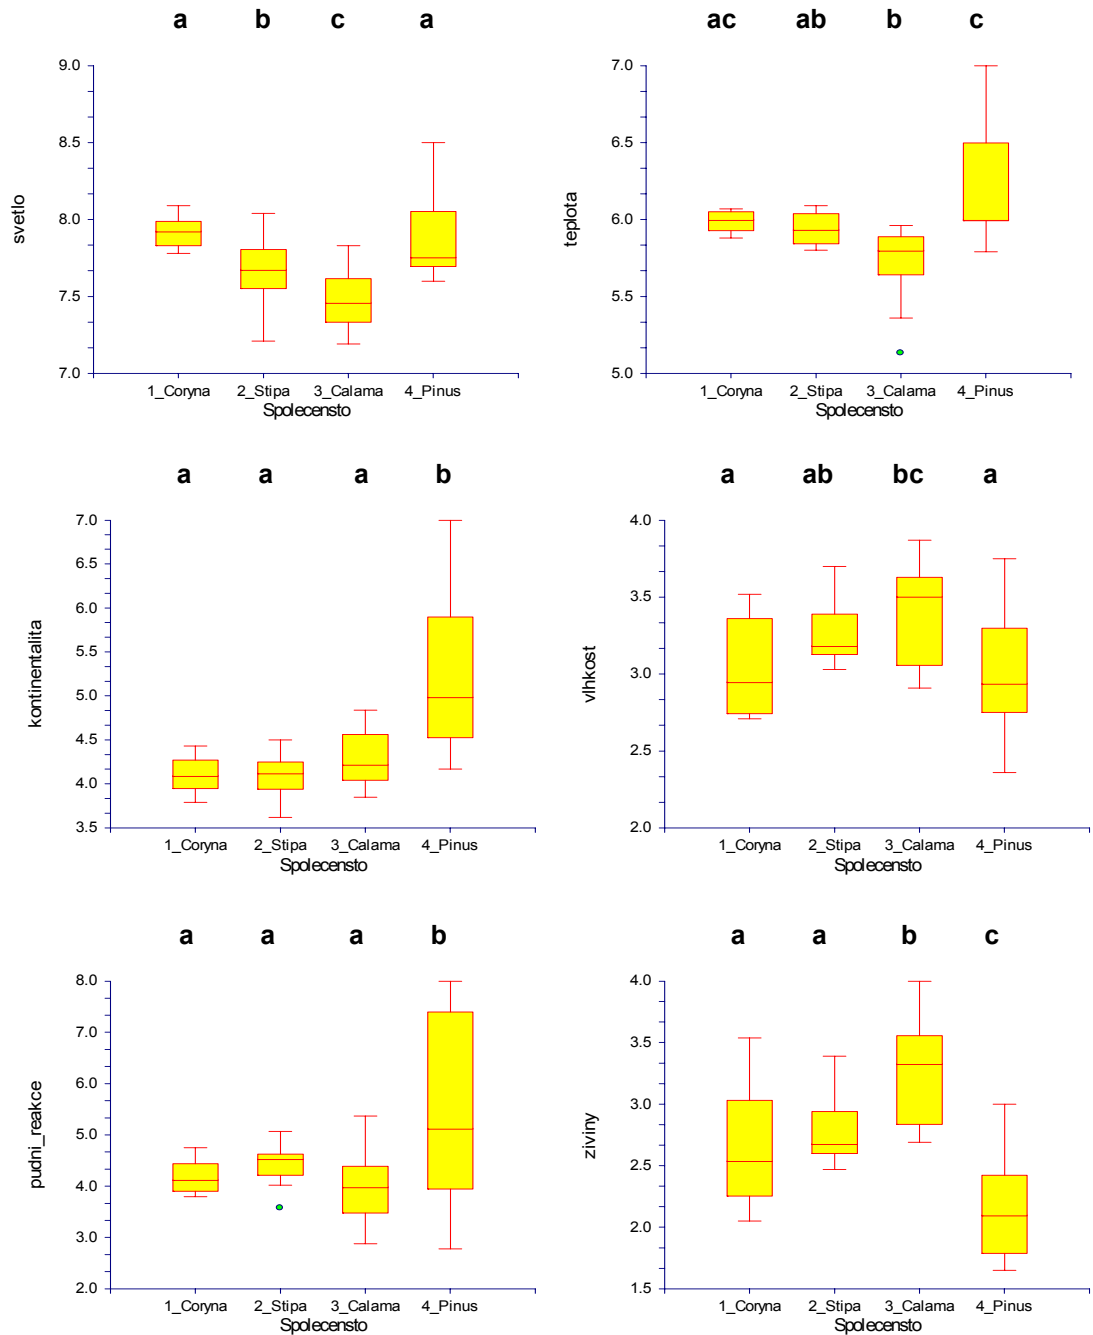 a b c a
9.0
8.5
8.0
7.5
7.0
svetlo
1_Coryna 2_Stipa 3_Calama 4_Pinus
Spolecensto
ac ab b c
7.0
6.5
6.0
5.5
5.0
teplota
1_Coryna 2_Stipa 3_Calama 4_Pinus
Spolecensto
a a a b
7.0
6.5
6.0
5.5
5.0
4.5
4.0
3.5
kontinentalita
1_Coryna 2_Stipa 3_Calama 4_Pinus
Spolecensto
a ab bc a
4.0
3.5
3.0
2.5
2.0
vlhkost
1_Coryna 2_Stipa 3_Calama 4_Pinus
Spolecensto
a a a b
8.0
7.0
6.0
5.0
4.0
3.0
2.0
pudni_reakce
1_Coryna 2_Stipa 3_Calama 4_Pinus
Spolecensto
a a b c
4.0
3.5
3.0
2.5
2.0
1.5
ziviny
1_Coryna 2_Stipa 3_Calama 4_Pinus
Spolecensto